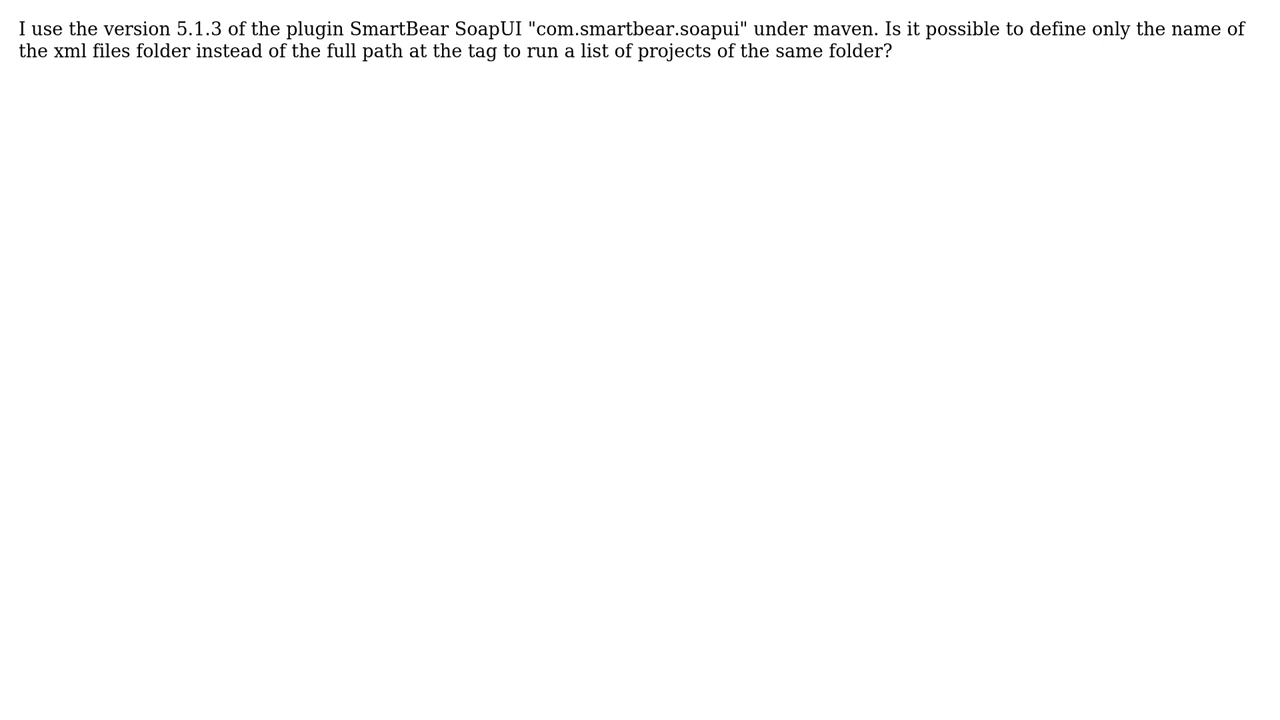 I use the version 5.1.3 of the plugin SmartBear SoapUI "com.smartbear.soapui" under maven. Is it possible to define only the name of
the xml files folder instead of the full path at the tag to run a list of projects of the same folder?